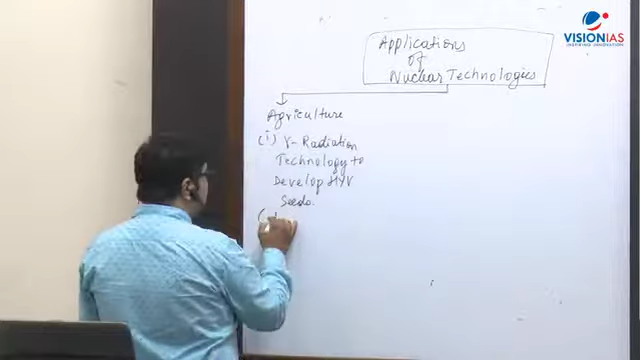 VISIONIAS
INSPIRING INNOVATION
Applications
of
Nuclear Technologies
Agriculture
(i) γ- Radiation
Technology to
Develop HYV
Seeds.
(